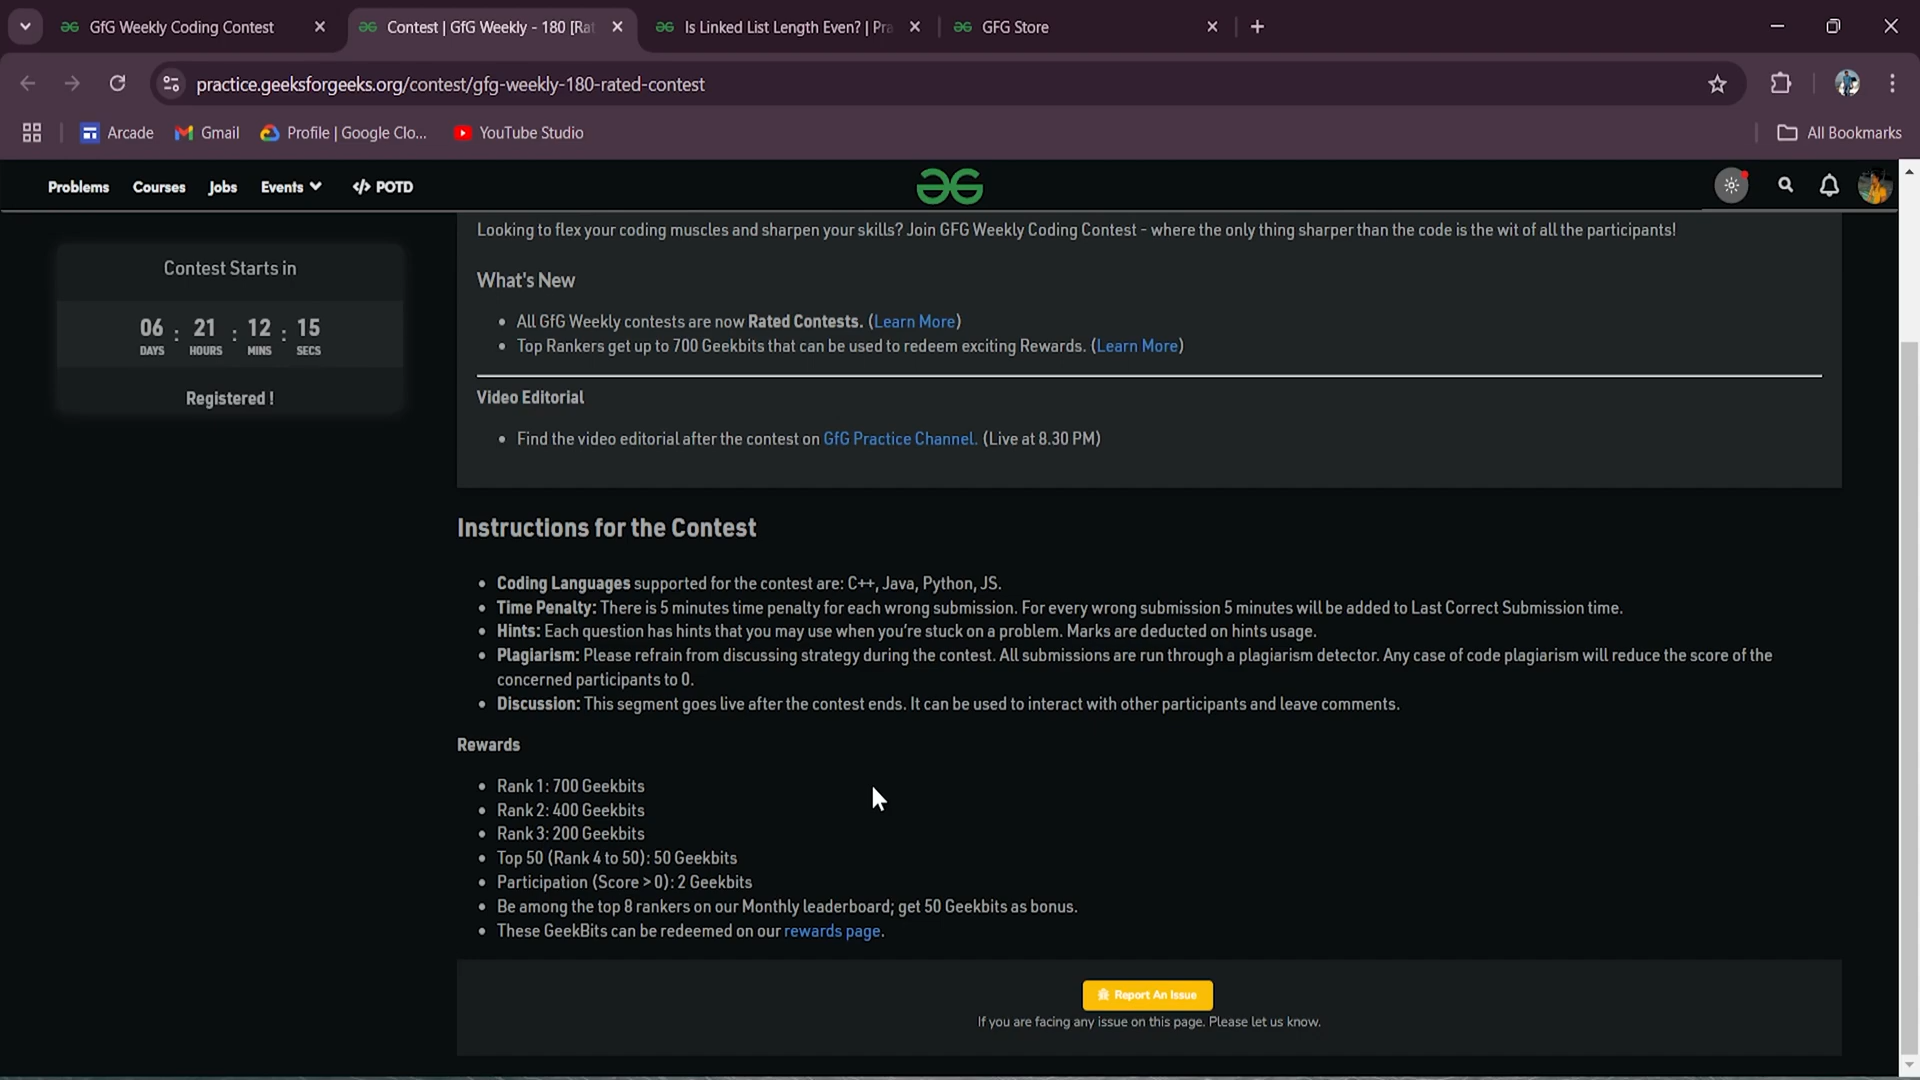 GfG Weekly Coding Contest
Contest | GfG Weekly - 180 [Ra
Is Linked List Length Even? | Pra
GFG Store
practice.geeksforgeeks.org/contest/gfg-weekly-180-rated-contest
Arcade
Gmail
Profile | Google Clo...
YouTube Studio
All Bookmarks
Problems
Courses
Jobs
Events
</> POTD
Looking to flex your coding muscles and sharpen your skills? Join GFG Weekly Coding Contest - where the only thing sharper than the code is the wit of all the participants!
Contest Starts in
06 : 21 : 12 : 15
DAYS HOURS MINS SECS
Registered !
What's New
• All GfG Weekly contests are now Rated Contests. (Learn More)
• Top Rankers get up to 700 Geekbits that can be used to redeem exciting Rewards. (Learn More)
Video Editorial
• Find the video editorial after the contest on GfG Practice Channel. (Live at 8.30 PM)
Instructions for the Contest
• Coding Languages supported for the contest are: C++, Java, Python, JS.
• Time Penalty: There is 5 minutes time penalty for each wrong submission. For every wrong submission 5 minutes will be added to Last Correct Submission time.
• Hints: Each question has hints that you may use when you're stuck on a problem. Marks are deducted on hints usage.
• Plagiarism: Please refrain from discussing strategy during the contest. All submissions are run through a plagiarism detector. Any case of code plagiarism will reduce the score of the
concerned participants to 0.
• Discussion: This segment goes live after the contest ends. It can be used to interact with other participants and leave comments.
Rewards
• Rank 1: 700 Geekbits
• Rank 2: 400 Geekbits
• Rank 3: 200 Geekbits
• Top 50 (Rank 4 to 50): 50 Geekbits
• Participation (Score > 0): 2 Geekbits
• Be among the top 8 rankers on our Monthly leaderboard; get 50 Geekbits as bonus.
• These GeekBits can be redeemed on our rewards page.
Report An Issue
If you are facing any issue on this page. Please let us know.